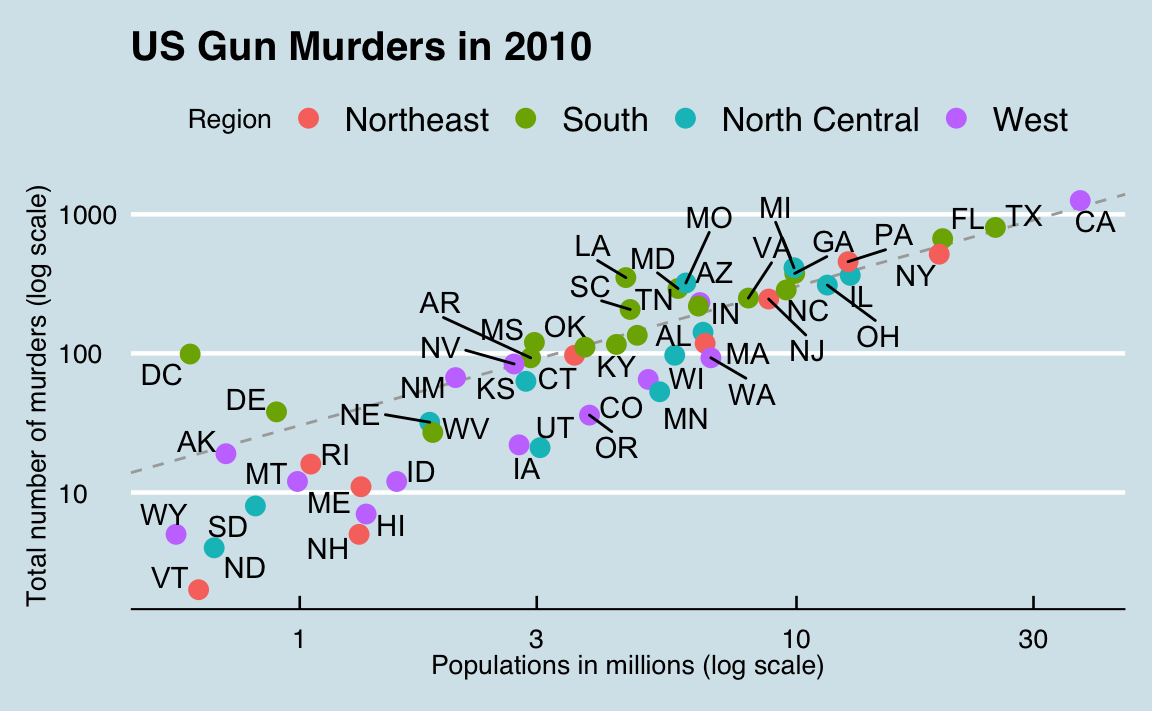 US Gun Murders in 2010
Region Northeast South North Central West
Total number of murders (log scale)
1000
100
10
MO MI
LA MD VA GA PA FL TX CA
SC TN AZ NY
AR IN NC IL
MS OK AL NJ OH
NV KY MA
DC NM KS CT WI WA
DE NE WV CO MN
AK UT OR
RI
MT ID IA
ME
WY SD HI
NH
VT ND
1 3 10 30
Populations in millions (log scale)